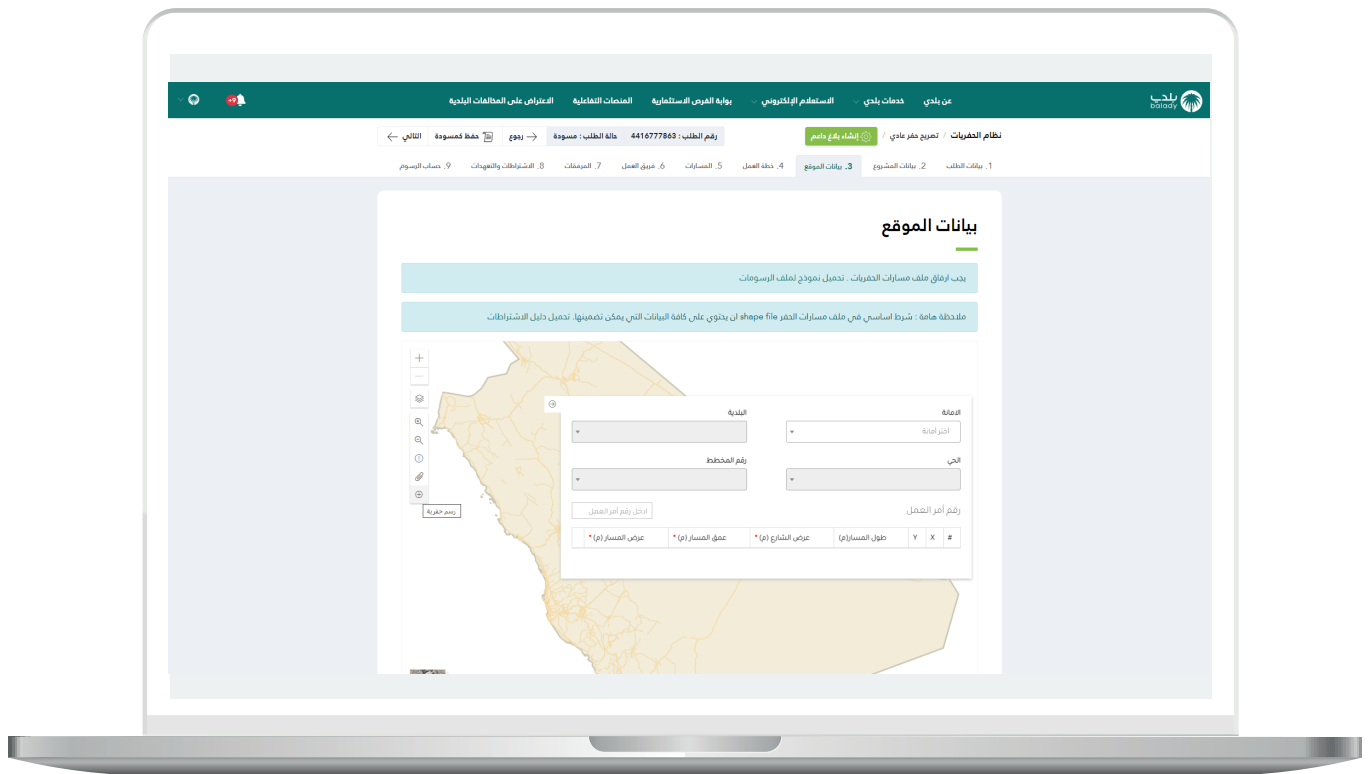 بلدي
balady
عن بلدي
خدمات بلدي
الاستعلام الإلكتروني
بوابة الفرص الاستثمارية
المنصات التفاعلية
الاعتراض على المخالفات البلدية
+9
نظام الحفريات / تصريح حفر عادي /
إنشاء بلاغ داعم
رقم الطلب : 4416777863
حالة الطلب : مسودة
رجوع
حفظ كمسودة
التالي
1. بيانات الطلب
2. بيانات المشروع
3. بيانات الموقع
4. خطة العمل
5. المسارات
6. فريق العمل
7. المرفقات
8. الاشتراطات والتعهدات
9. حساب الرسوم
بيانات الموقع
يجب ارفاق ملف مسارات الحفريات . تحميل نموذج لملف الرسومات
ملاحظة هامة : شرط اساسي في ملف مسارات الحفر shape file ان يحتوي على كافة البيانات التي يمكن تضمينها. تحميل دليل الاشتراطات
الامانة
البلدية
أختر أمانة
الحي
رقم المخطط
رقم أمر العمل
ادخل رقم أمر العمل
# X Y طول المسار(م) عرض الشارع (م) * عمق المسار (م) * عرض المسار (م) *
رسم حفرية